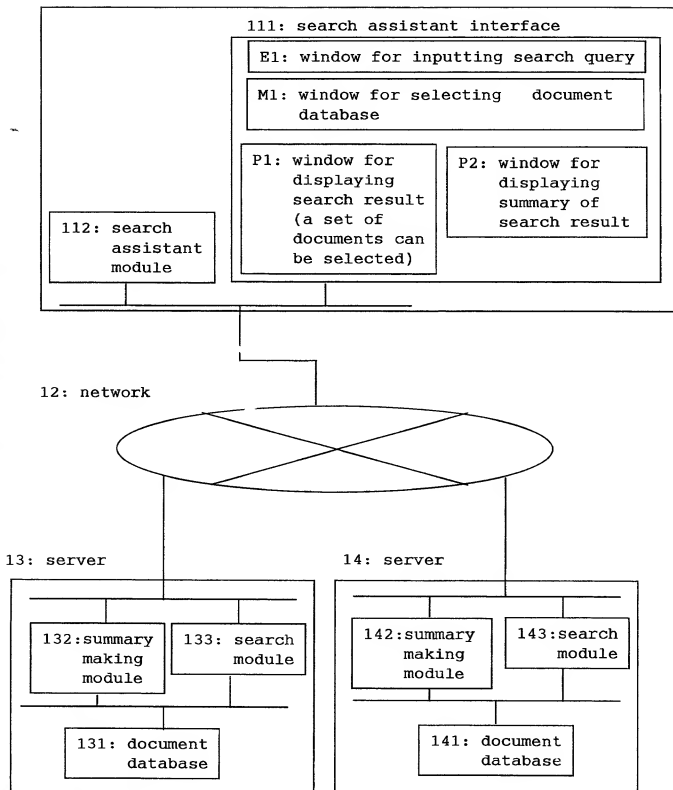 111: search assistant interface
E1: window for inputting search query
M1: window for selecting document
database
P1: window for
displaying
search result
(a set of
documents can
be selected)
P2: window for
displaying
summary of
search result
112: search
assistant
module
12: network
13: server
132:summary
making
module
133: search
module
131: document
database
14: server
142:summary
making
module
143:search
module
141: document
database